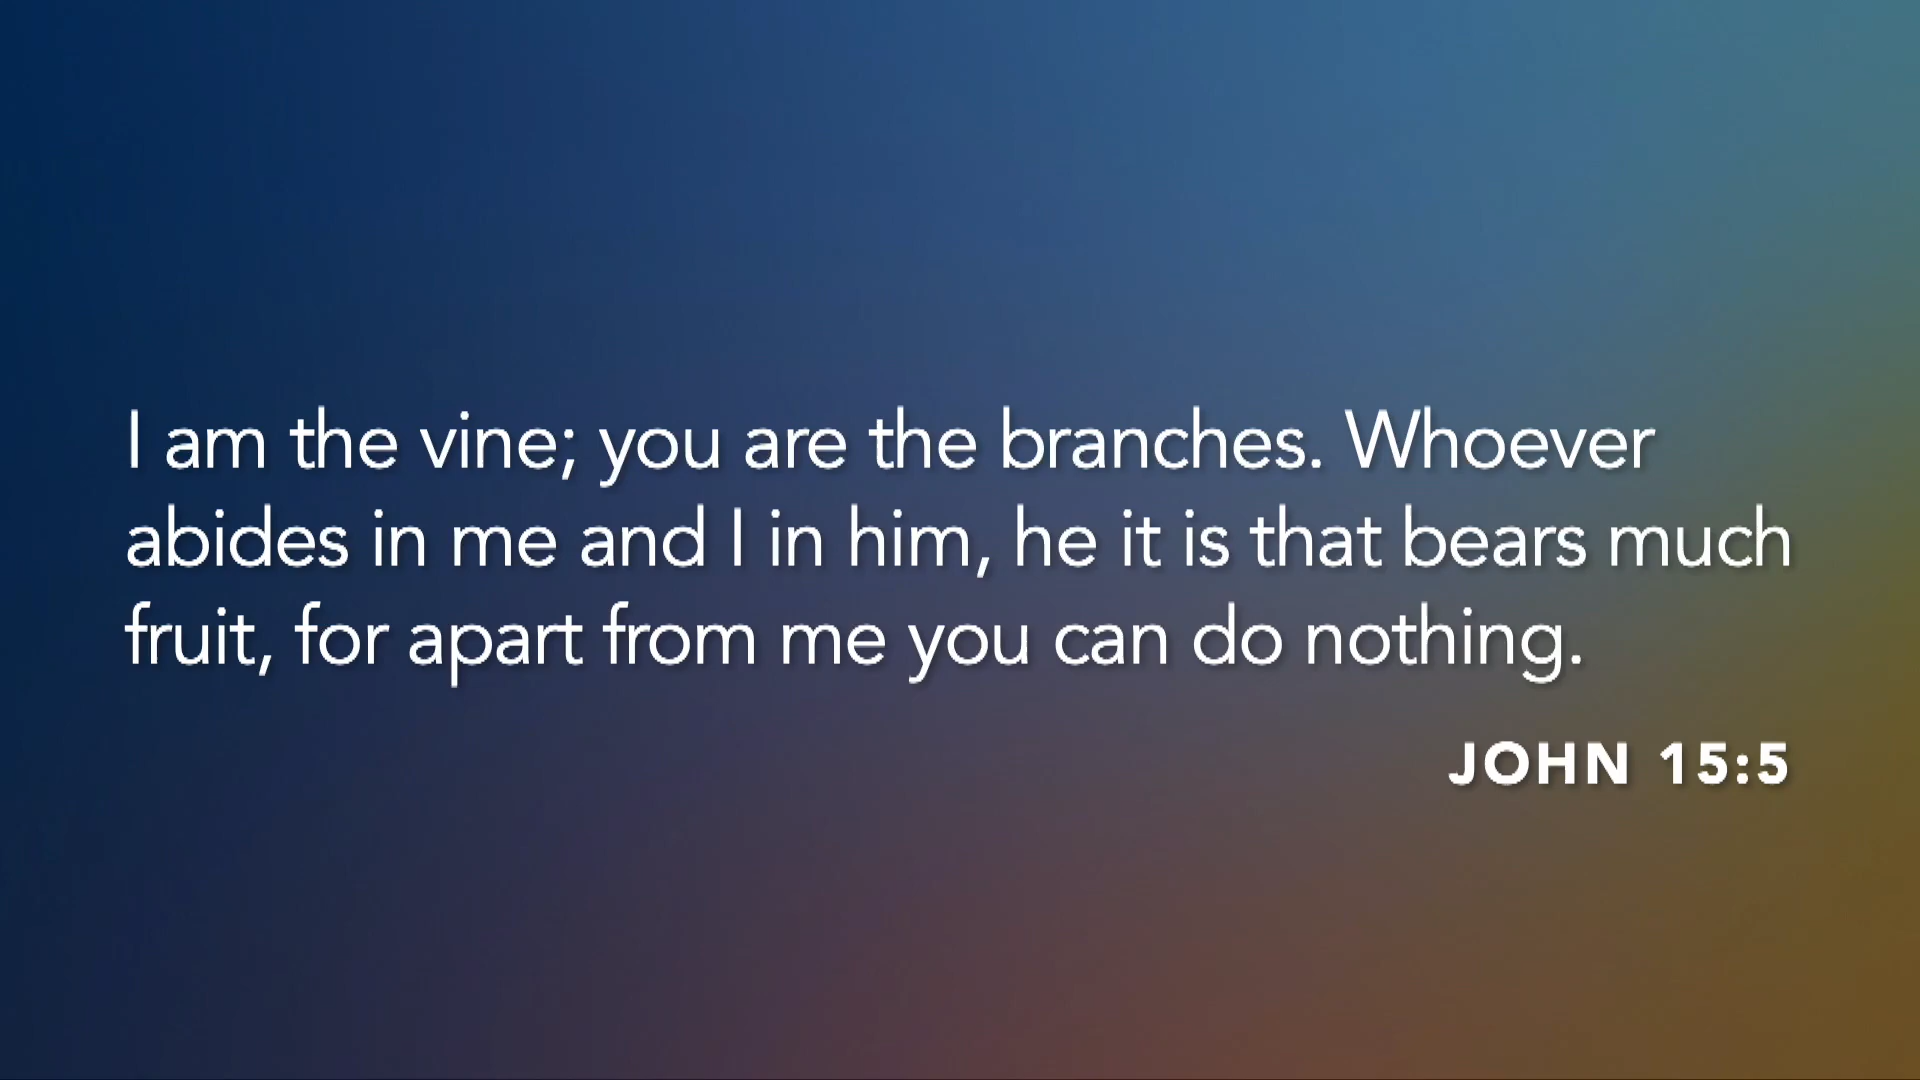 I am the vine; you are the branches. Whoever
abides in me and I in him, he it is that bears much
fruit, for apart from me you can do nothing.
JOHN 15:5